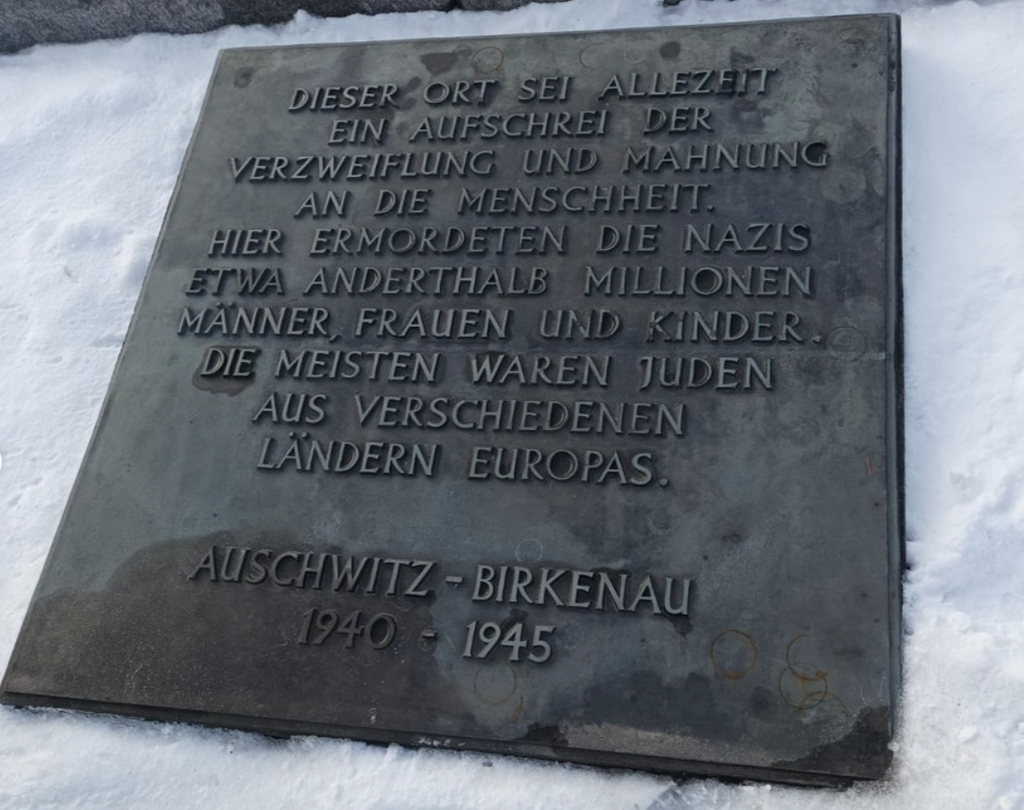 DIESER ORT SEI ALLEZEIT
EIN AUFSCHREI DER
VERZWEIFLUNG UND MAHNUNG
AN DIE MENSCHHEIT.
HIER ERMORDETEN DIE NAZIS
ETWA ANDERTHALB MILLIONEN
MÄNNER, FRAUEN UND KINDER.
DIE MEISTEN WAREN JUDEN
AUS VERSCHIEDENEN
LÄNDERN EUROPAS.
AUSCHWITZ - BIRKENAU
1940 - 1945